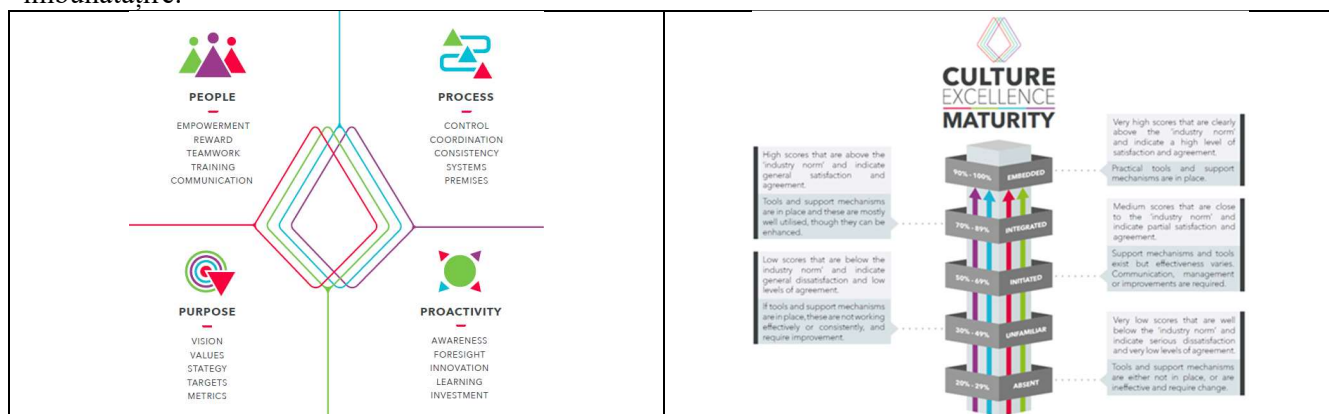 îmbunătățire.
PEOPLE
EMPOWERMENT
REWARD
TEAMWORK
TRAINING
COMMUNICATION
PROCESS
CONTROL
COORDINATION
CONSISTENCY
SYSTEMS
PREMISES
PURPOSE
VISION
VALUES
STATEGY
TARGETS
METRICS
PROACTIVITY
AWARENESS
FORESIGHT
INNOVATION
LEARNING
INVESTMENT
CULTURE
EXCELLENCE
MATURITY
Very high scores that are clearly
above the 'industry norm'
and indicate a high level of
satisfaction and agreement.
Practical tools and support
mechanisms are in place.
90% - 100% EMBEDDED
High scores that are above the
'industry norm' and indicate
general satisfaction and
agreement.
Tools and support mechanisms
are in place and these are mostly
well utilised, though they can be
enhanced.
70% - 89% INTEGRATED
Medium scores that are close
to the 'industry norm' and
indicate partial satisfaction and
agreement.
Support mechanisms and tools
exist but effectiveness varies.
Communication, management
or improvements are required.
50% - 69% INITIATED
Low scores that are below the
industry norm' and indicate
general dissatisfaction and low
levels of agreement.
If tools and support mechanisms
are in place, these are not working
effectively or consistently, and
require improvement.
30% - 49% UNFAMILIAR
Very low scores that are well
below the 'industry norm' and
indicate serious dissatisfaction
and very low levels of agreement.
Tools and support mechanisms
are either not in place, or are
ineffective and require change.
20% - 29% ABSENT